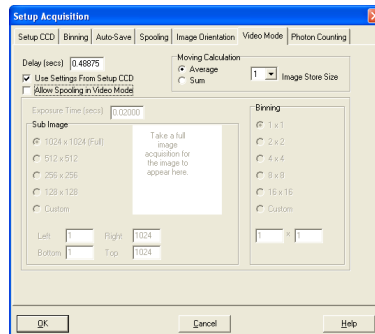 Setup Acquisition
Setup CCD Binning Auto-Save Spooling Image Orientation Video Mode Photon Counting
Delay (secs) 0.48875
Use Settings From Setup CCD
Allow Spooling in Video Mode
Moving Calculation
Average
Sum
1 Image Store Size
Exposure Time (secs) 0.02000
Sub Image
1024 x 1024 (Full)
512 x 512
256 x 256
128 x 128
Custom
Take a full
image
acquisition for
the image to
appear here.
Left 1 Right 1024
Bottom 1 Top 1024
Binning
1 x 1
2 x 2
4 x 4
8 x 8
16 x 16
Custom
1 x 1
OK Cancel Help